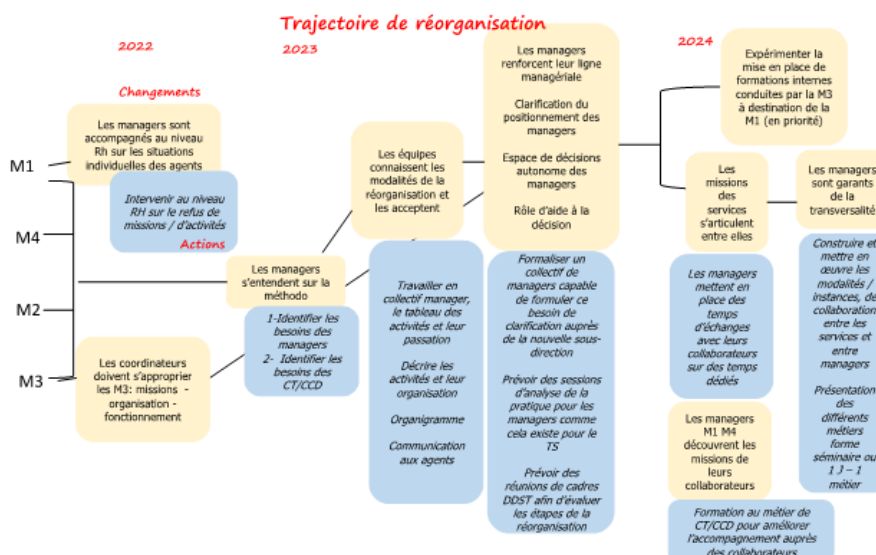 Trajectoire de réorganisation
2022
2023
2024
Changements
M1
M4
M2
M3
Les managers sont
accompagnés au niveau
Rh sur les situations
individuelles des agents
Intervenir au niveau
RH sur le refus de
missions / d'activités
Actions
Les coordinateurs
doivent s'approprier
les M3: missions -
organisation -
fonctionnement
Les managers
s'entendent sur la
méthodo
1-Identifier les
besoins des
managers
2- Identifier les
besoins des CT/CCD
Les équipes
connaissent les
modalités de la
réorganisation et
les acceptent
Travailler en
collectif manager,
le tableau des
activités et leur
passation
Décrire les
activités et leur
organisation
Organigramme
Communication
aux agents
Les managers
renforcent leur ligne
managériale
Clarification du
positionnement des
managers
Espace de décisions
autonome des
managers
Rôle d'aide à la
décision
Formaliser un
collectif de
managers capable
de formuler ce
besoin de
clarification auprès
de la nouvelle sous-
direction
Prévoir des sessions
d'analyse de la
pratique pour les
managers comme
cela existe pour le
TS
Prévoir des
réunions de cadres
DDST afin d'évaluer
les étapes de la
réorganisation
Expérimenter la
mise en place de
formations internes
conduites par la M3
à destination de la
M1 (en priorité)
Les
missions
des
services
s'articulent
entre elles
Les managers
mettent en
place des
temps
d'échanges
avec leurs
collaborateurs
sur des temps
dédiés
Les managers
M1 M4
découvrent les
missions de
leurs
collaborateurs
Formation au métier de
CT/CCD pour améliorer
l'accompagnement auprès
des collaborateurs
Les managers
sont garants
de la
transversalité
Construire et
mettre en
œuvre les
modalités /
instances, de
collaboration
entre les
services et
entre
managers
Présentation
des
différents
métiers
forme
séminaire ou
1 J – 1
métier